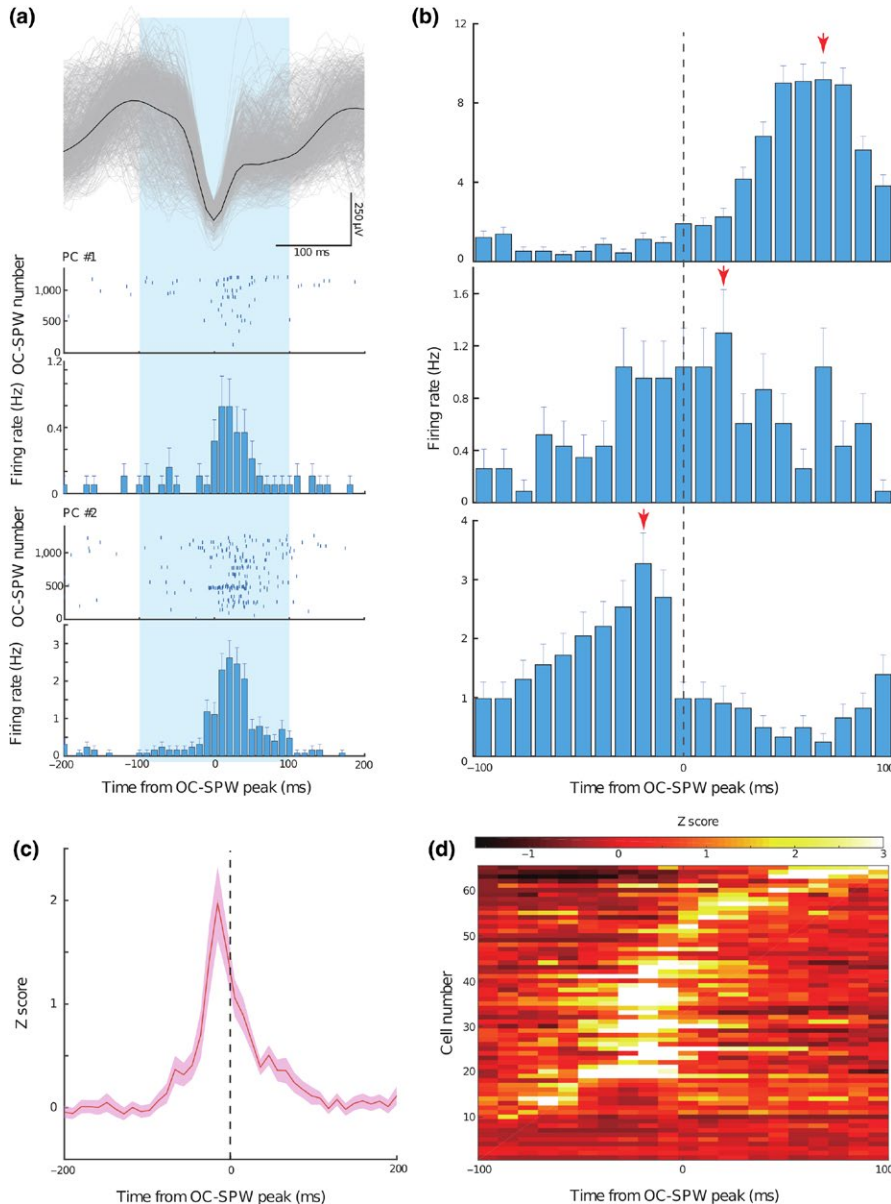 (a)
250 µV
100 ms
PC #1
OC-SPW number
1,000
500
0
Firing rate (Hz)
1.2
0.4
0
PC #2
OC-SPW number
1,000
500
0
Firing rate (Hz)
3
2
1
0
-200 -100 0 100 200
Time from OC-SPW peak (ms)
(b)
12
8
4
0
Firing rate (Hz)
1.6
1.2
0.8
0.4
0
4
3
2
1
0
-100 0 100
Time from OC-SPW peak (ms)
(c)
Z score
2
1
0
-200 0 200
Time from OC-SPW peak (ms)
(d)
Z score
-1 0 1 2 3
Cell number
60
50
40
30
20
10
-100 0 100
Time from OC-SPW peak (ms)